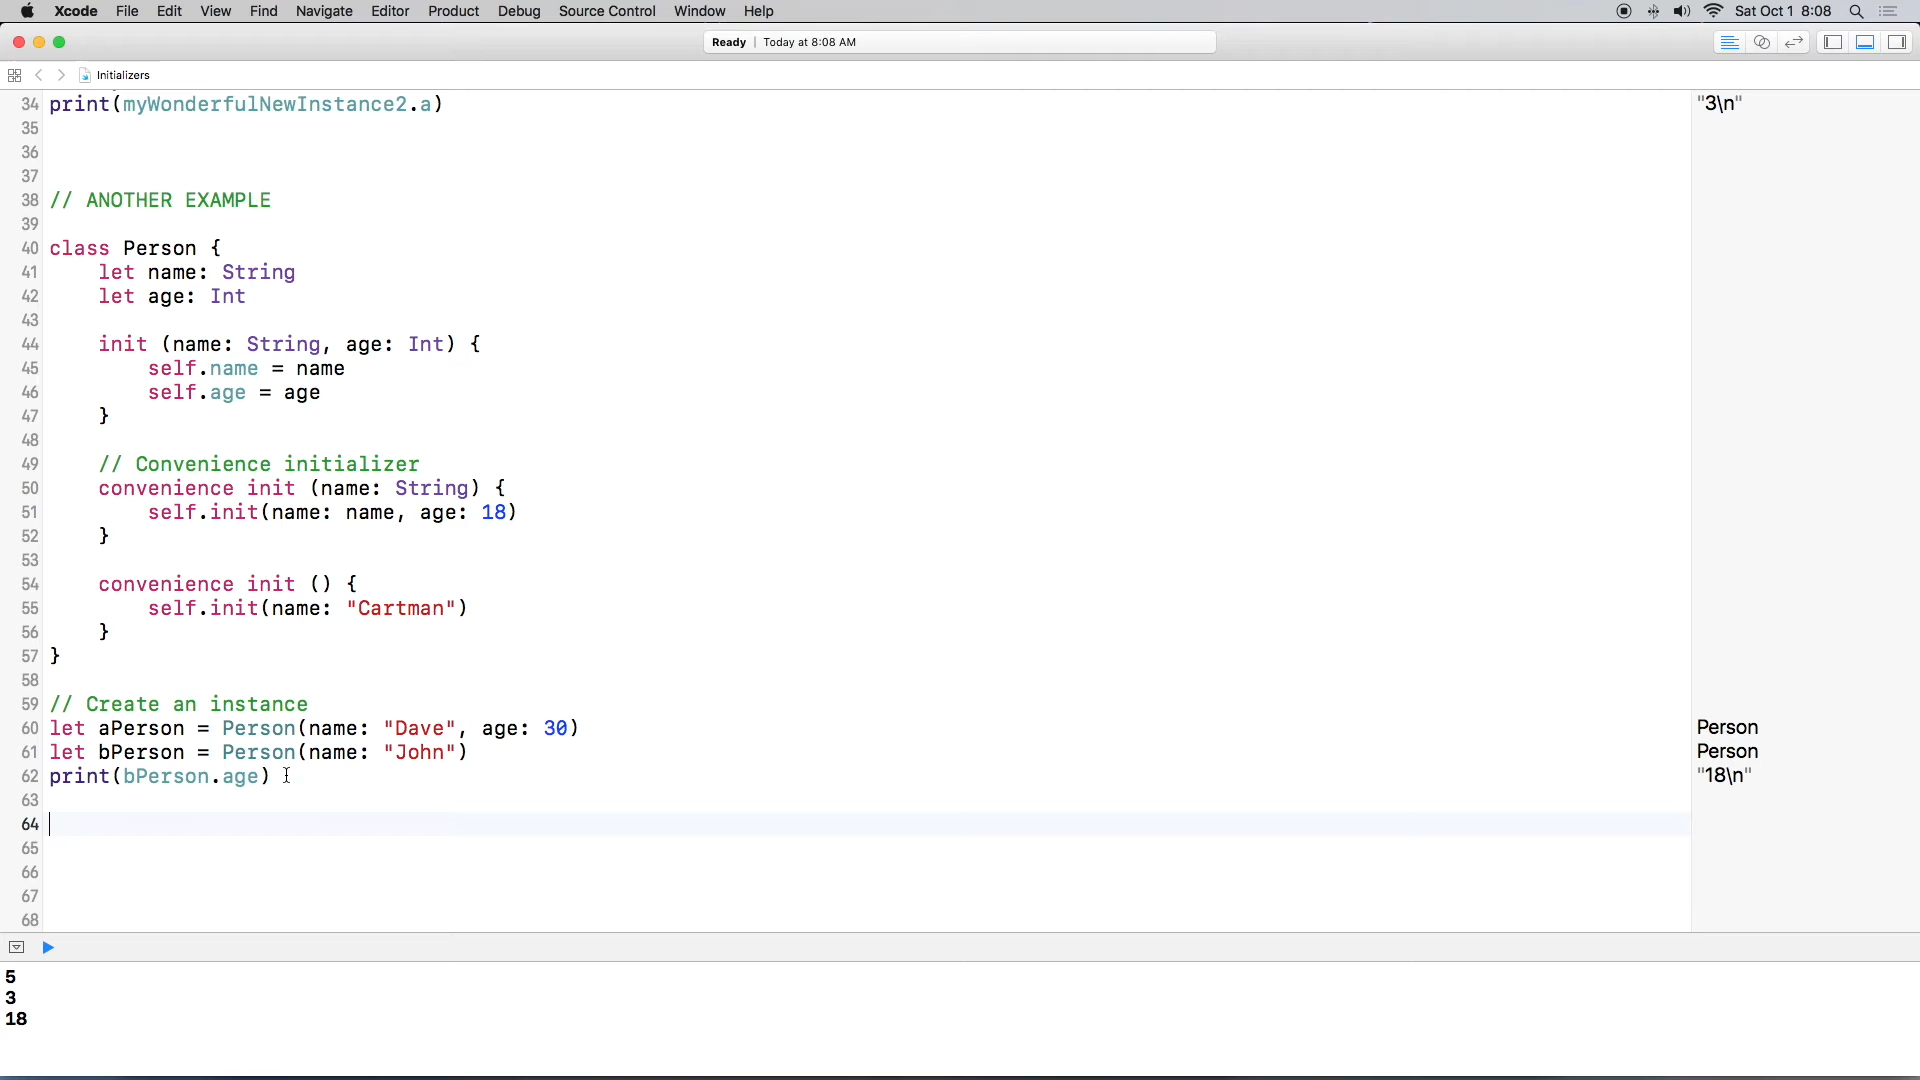 Xcode File Edit View Find Navigate Editor Product Debug Source Control Window Help Sat Oct 1 8:08
Ready | Today at 8:08 AM
Initializers
34 print(myWonderfulNewInstance2.a) "3\n"
35
36
37
38 // ANOTHER EXAMPLE
39
40 class Person {
41 let name: String
42 let age: Int
43
44 init (name: String, age: Int) {
45 self.name = name
46 self.age = age
47 }
48
49 // Convenience initializer
50 convenience init (name: String) {
51 self.init(name: name, age: 18)
52 }
53
54 convenience init () {
55 self.init(name: "Cartman")
56 }
57 }
58
59 // Create an instance
60 let aPerson = Person(name: "Dave", age: 30) Person
61 let bPerson = Person(name: "John") Person
62 print(bPerson.age) "18\n"
63
64
65
66
67
68
5
3
18